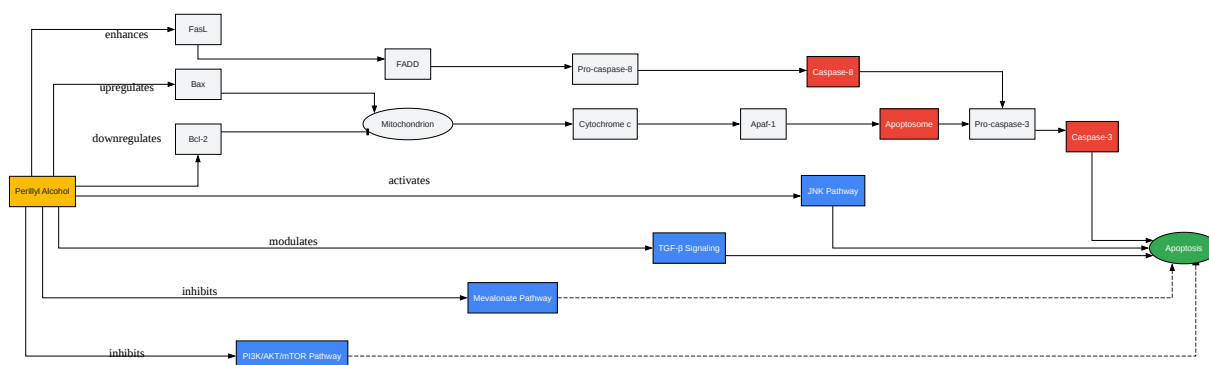 FasL
enhances
FADD
Pro-caspase-8
Caspase-8
Bax
upregulates
Bcl-2
downregulates
Mitochondrion
Cytochrome c
Apaf-1
Apoptosome
Pro-caspase-3
Caspase-3
Perillyl Alcohol
activates
JNK Pathway
modulates
TGF-β Signaling
Apoptosis
inhibits
Mevalonate Pathway
inhibits
PI3K/AKT/mTOR Pathway